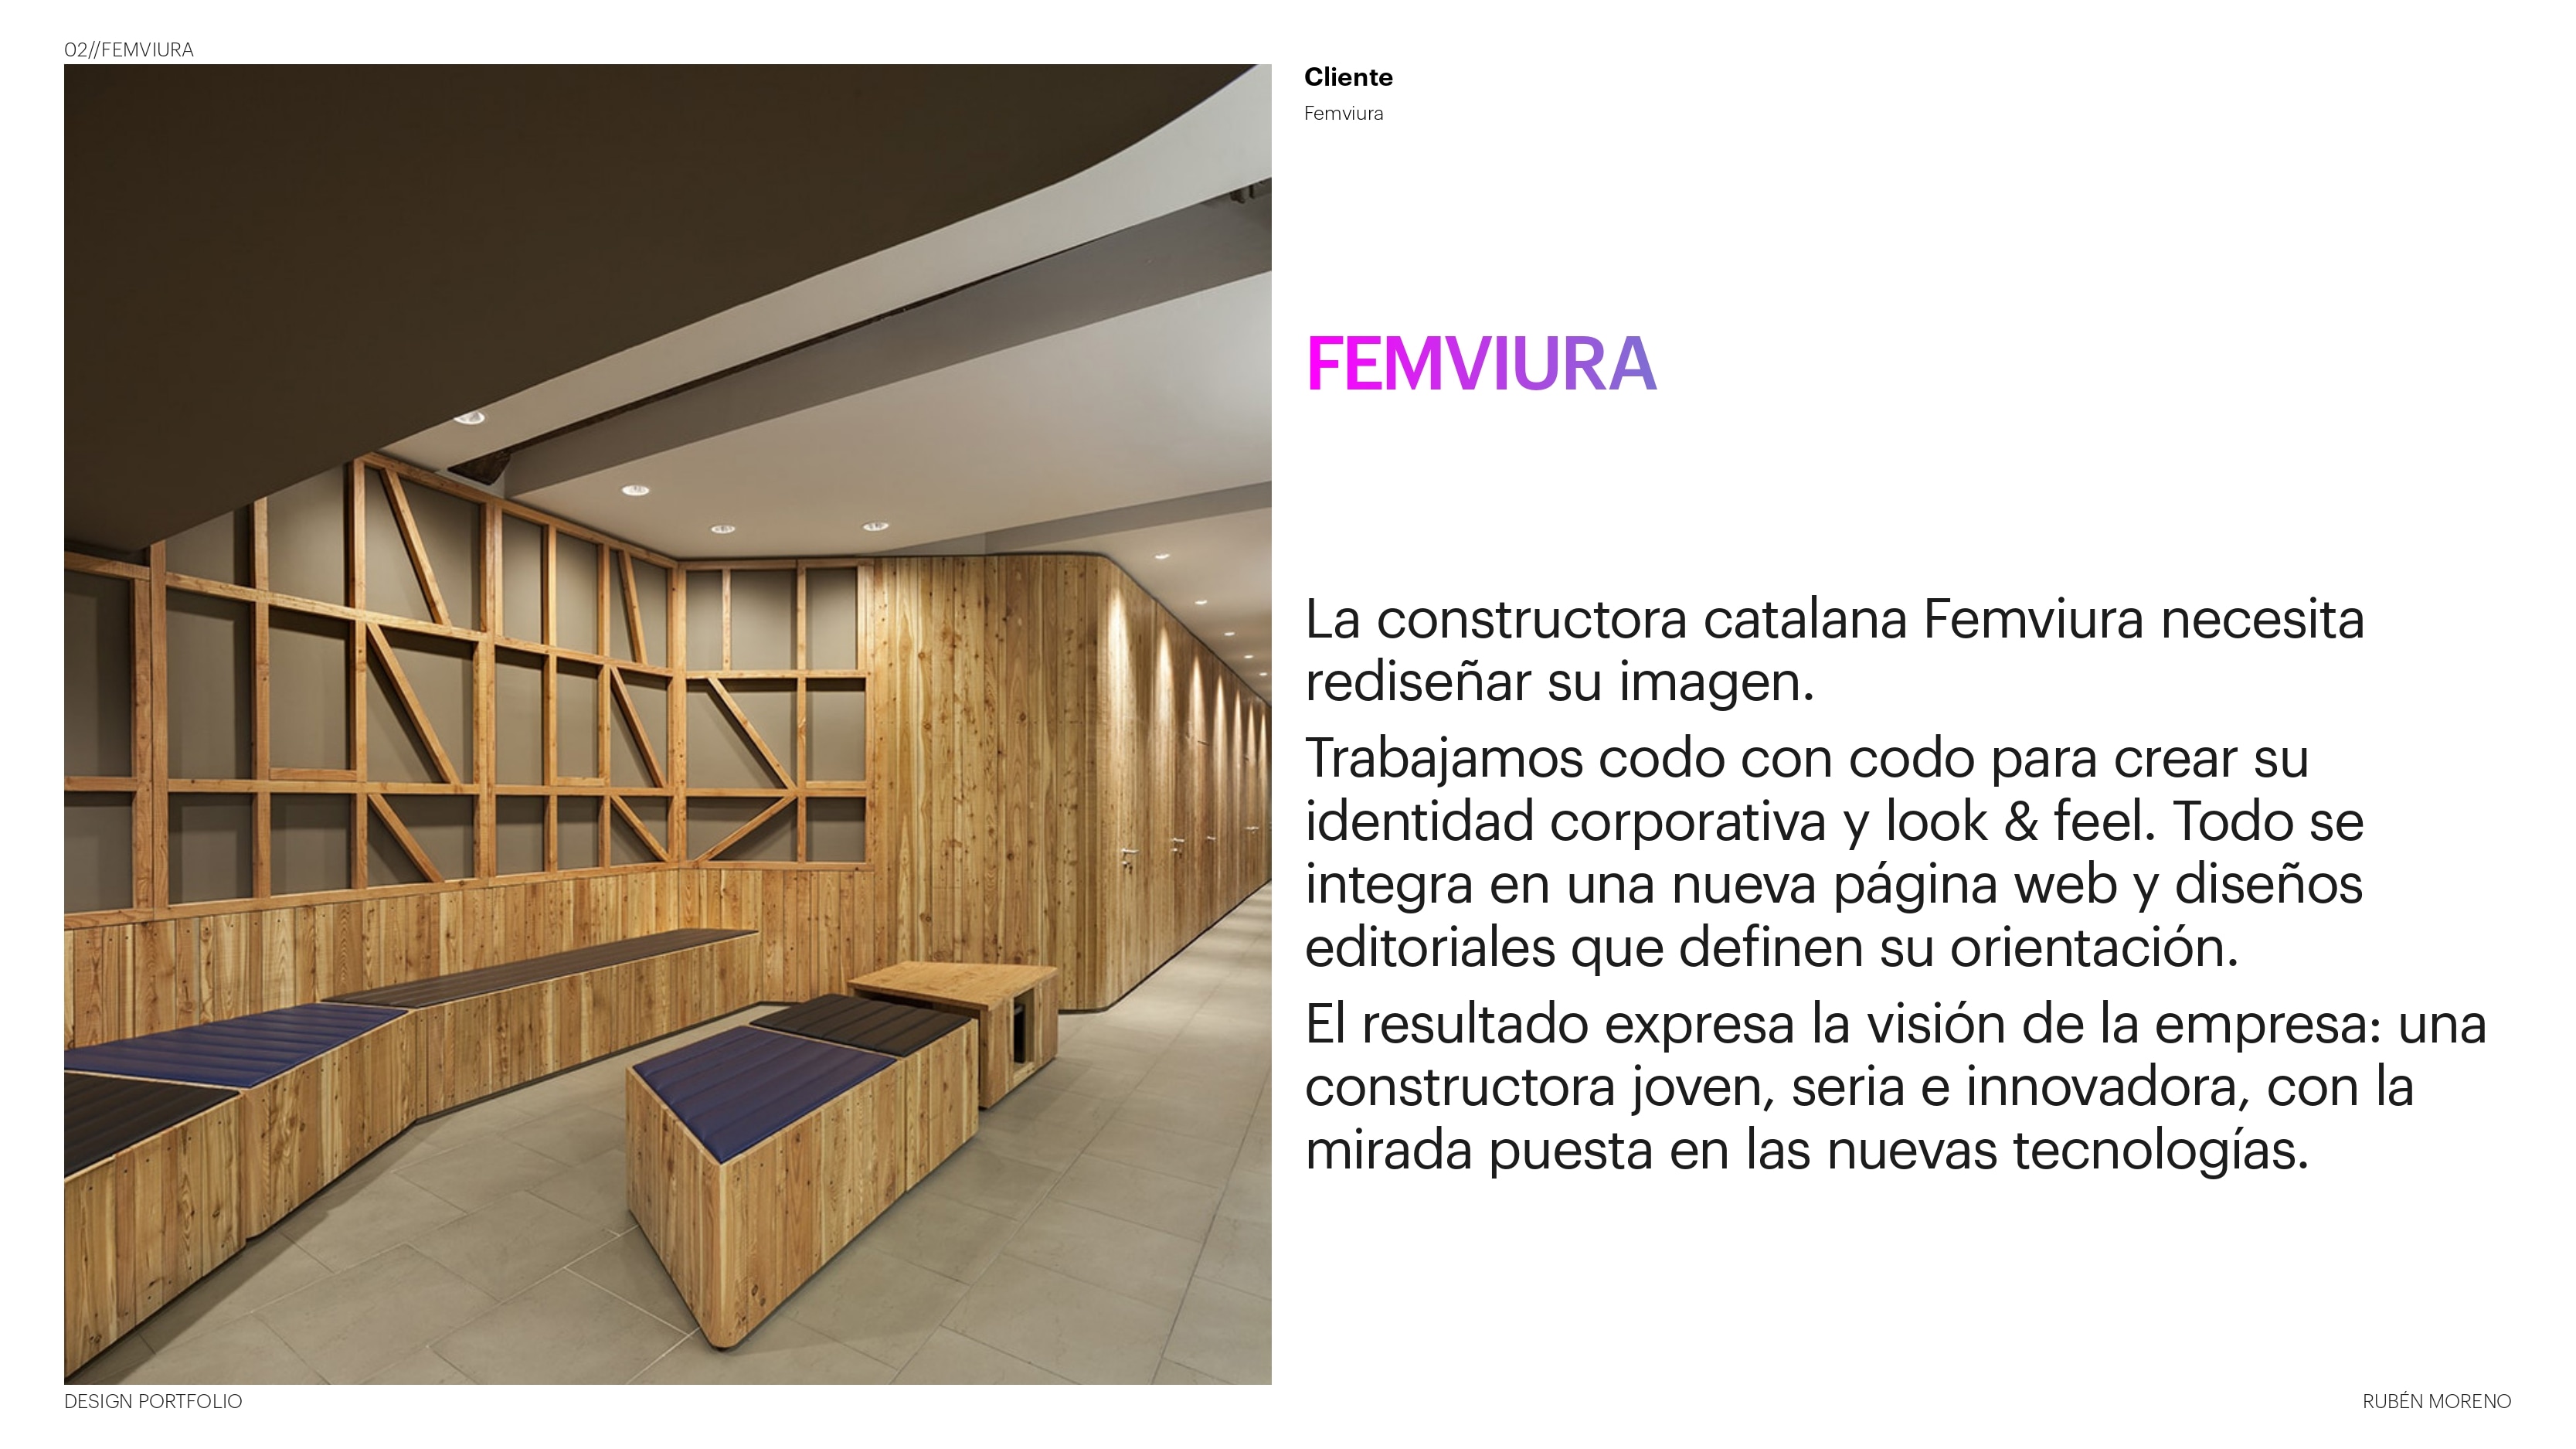 02//FEMVIURA
Cliente
Femviura
FEMVIURA
La constructora catalana Femviura necesita
rediseñar su imagen.
Trabajamos codo con codo para crear su
identidad corporativa y look & feel. Todo se
integra en una nueva página web y diseños
editoriales que definen su orientación.
El resultado expresa la visión de la empresa: una
constructora joven, seria e innovadora, con la
mirada puesta en las nuevas tecnologías.
DESIGN PORTFOLIO
RUBÉN MORENO